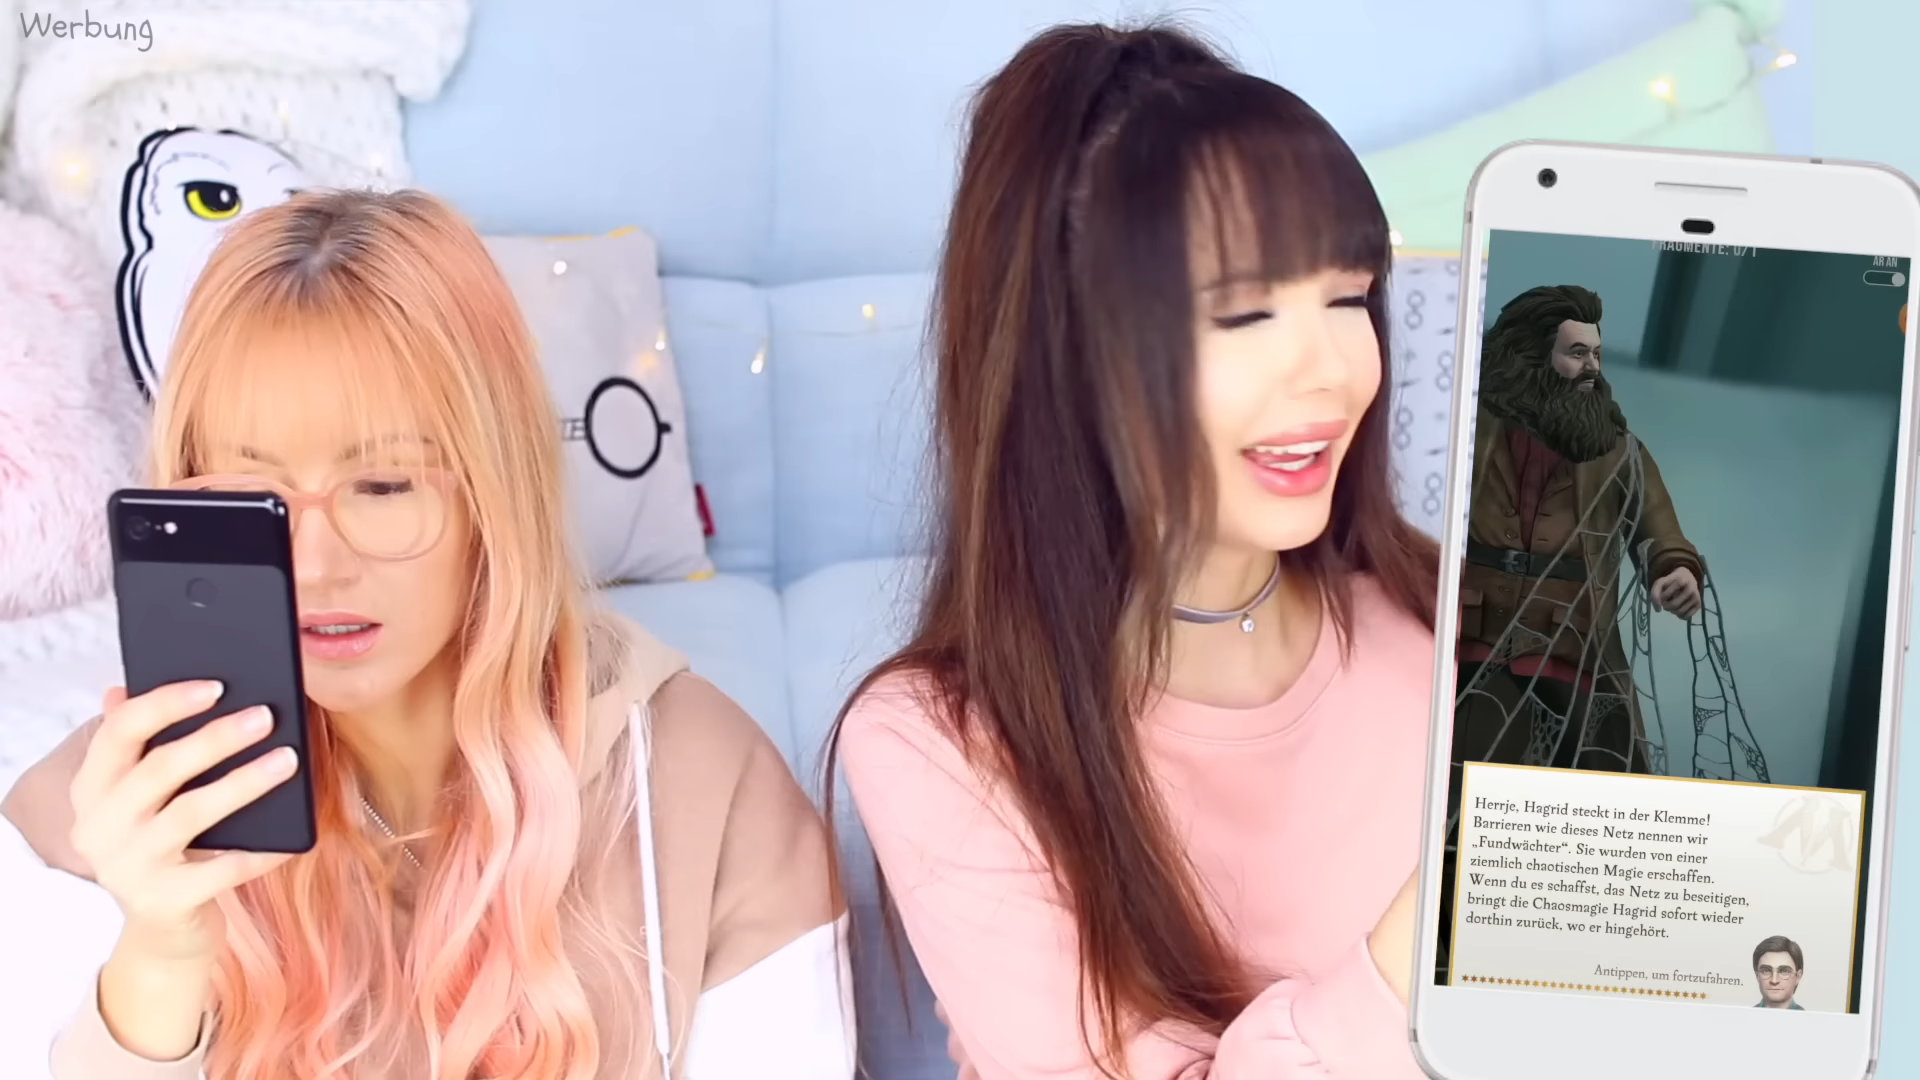 Werbung
FRAGMENTE: 0/1
AR AN
Herrje, Hagrid steckt in der Klemme!
Barrieren wie dieses Netz nennen wir
„Fundwächter“. Sie wurden von einer
ziemlich chaotischen Magie erschaffen.
Wenn du es schaffst, das Netz zu beseitigen,
bringt die Chaosmagie Hagrid sofort wieder
dorthin zurück, wo er hingehört.
Antippen, um fortzufahren.